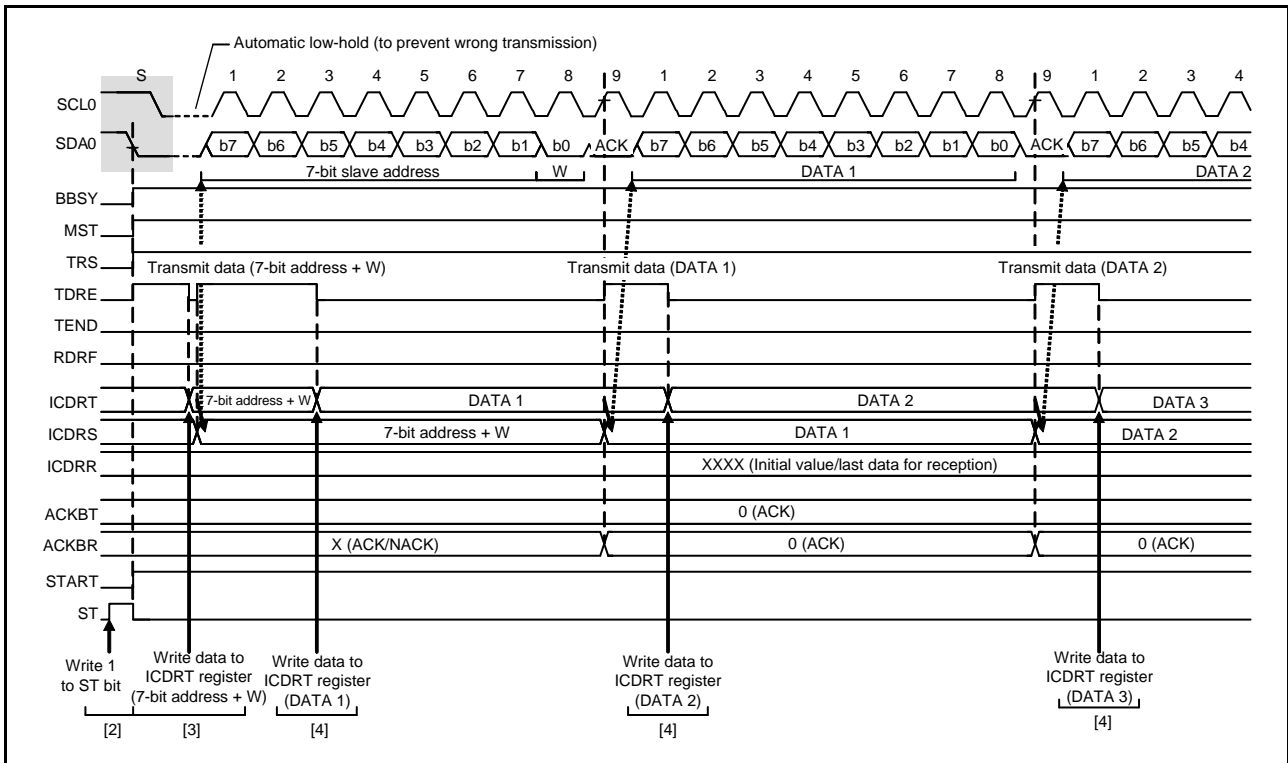 Automatic low-hold (to prevent wrong transmission)
S 1 2 3 4 5 6 7 8 9 1 2 3 4 5 6 7 8 9 1 2 3 4
SCL0
SDA0 b7 b6 b5 b4 b3 b2 b1 b0 ACK b7 b6 b5 b4 b3 b2 b1 b0 ACK b7 b6 b5 b4
7-bit slave address W DATA 1 DATA 2
BBSY
MST
TRS
Transmit data (7-bit address + W) Transmit data (DATA 1) Transmit data (DATA 2)
TDRE
TEND
RDRF
ICDRT 7-bit address + W DATA 1 DATA 2 DATA 3
ICDRS 7-bit address + W DATA 1 DATA 2
ICDRR XXXX (Initial value/last data for reception)
ACKBT 0 (ACK)
ACKBR X (ACK/NACK) 0 (ACK) 0 (ACK)
START
ST
Write 1
to ST bit
Write data to
ICDRT register
(7-bit address + W)
Write data to
ICDRT register
(DATA 1)
Write data to
ICDRT register
(DATA 2)
Write data to
ICDRT register
(DATA 3)
[2] [3] [4] [4] [4]